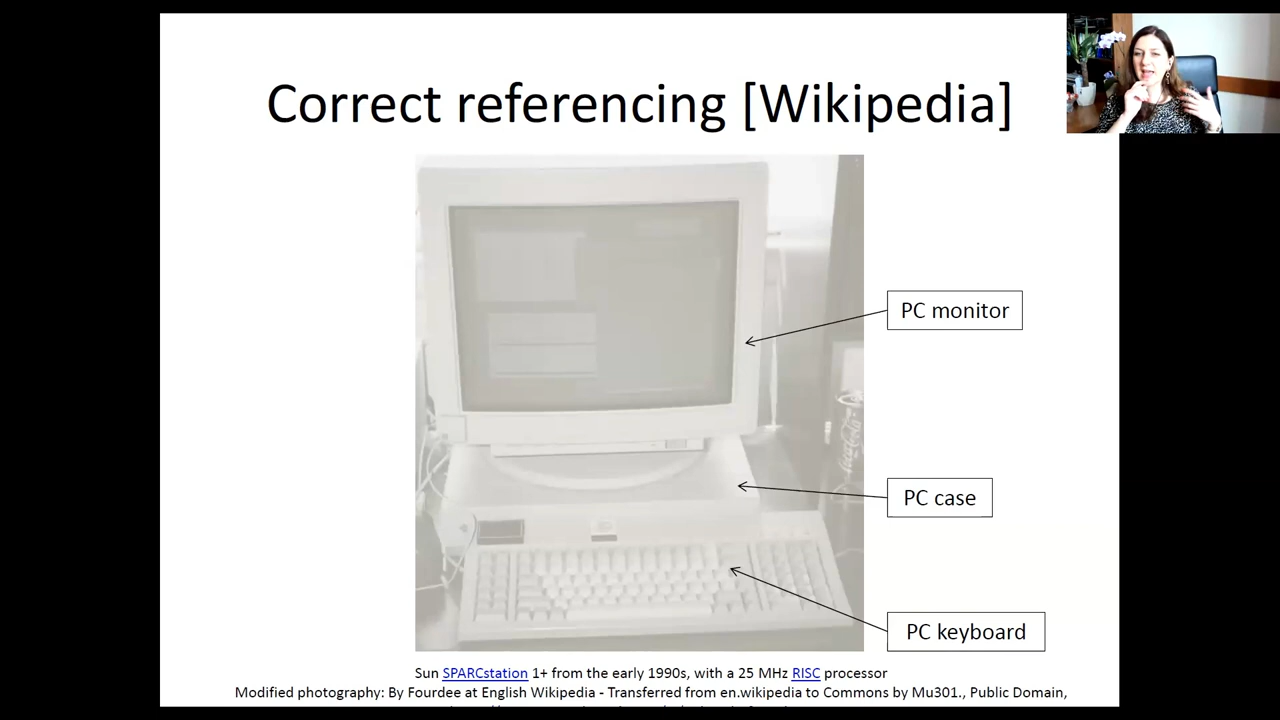 Correct referencing [Wikipedia]
PC monitor
Coca-Cola
PC case
PC keyboard
Sun SPARCstation 1+ from the early 1990s, with a 25 MHz RISC processor
Modified photography: By Fourdee at English Wikipedia - Transferred from en.wikipedia to Commons by Mu301., Public Domain,